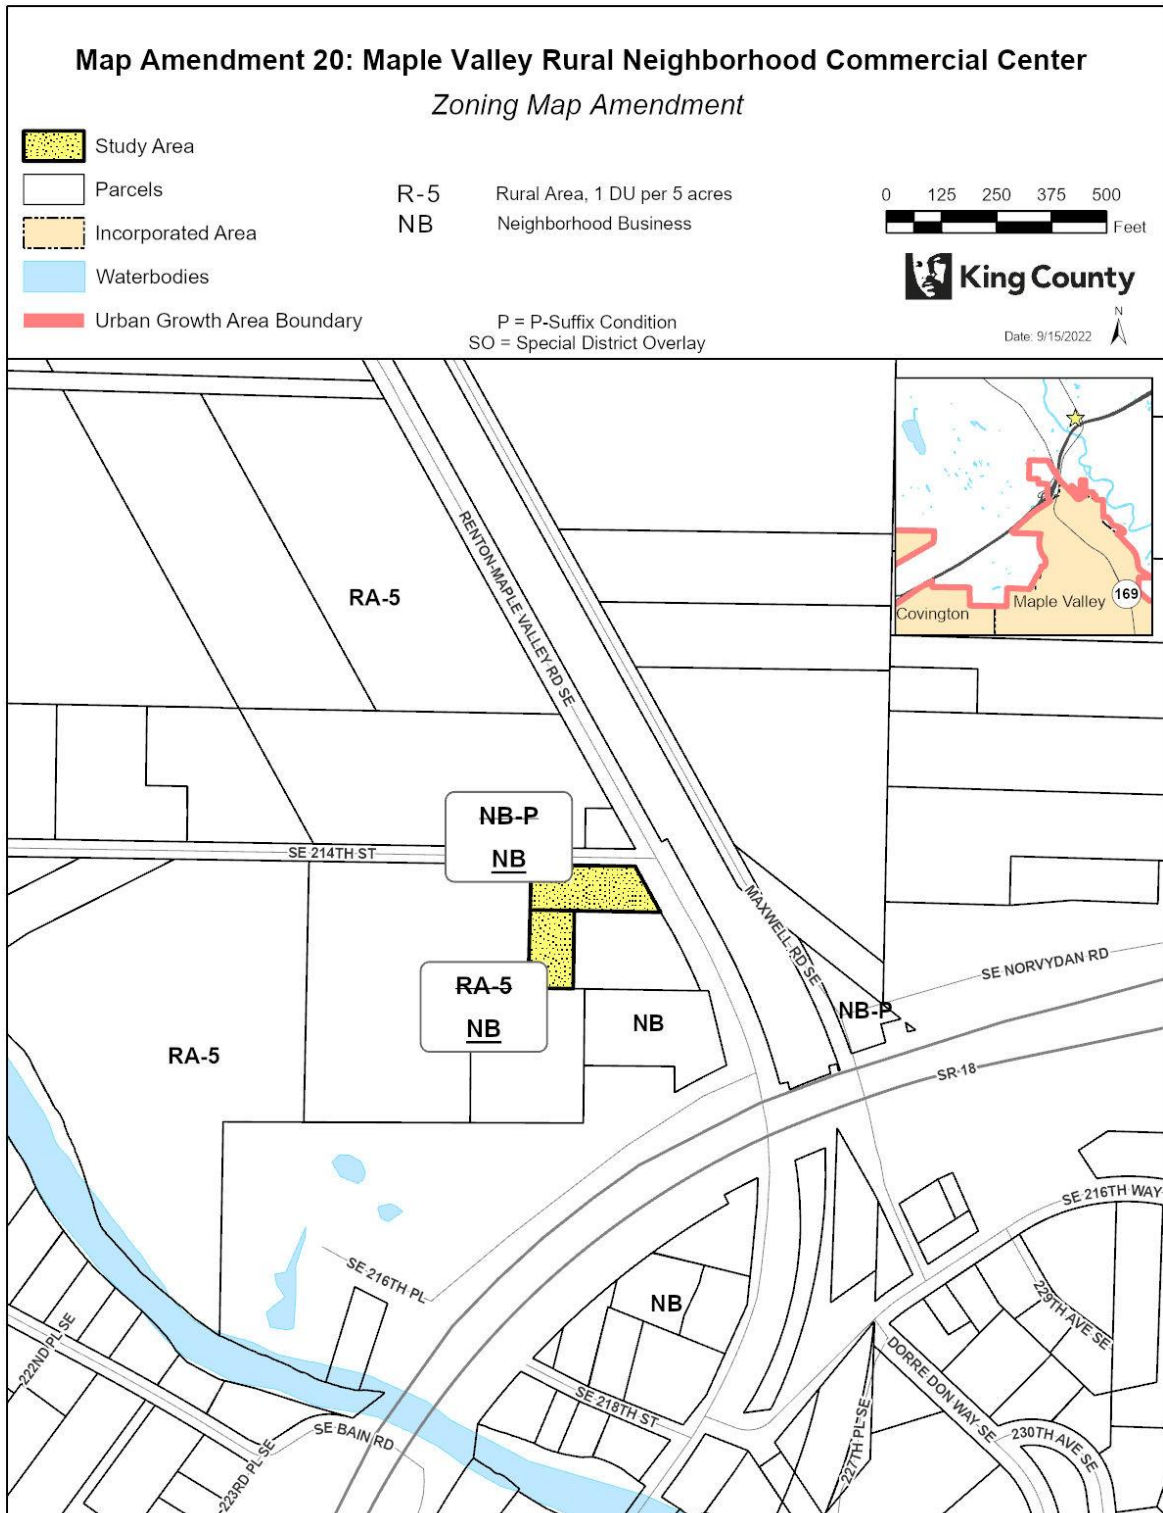 Map Amendment 20: Maple Valley Rural Neighborhood Commercial Center
Zoning Map Amendment
Study Area
Parcels
Incorporated Area
Waterbodies
Urban Growth Area Boundary
R-5 Rural Area, 1 DU per 5 acres
NB Neighborhood Business
P = P-Suffix Condition
SO = Special District Overlay
0 125 250 375 500
Feet
King County
N
Date: 9/15/2022
Covington
Maple Valley
169
RENTON-MAPLE VALLEY RD SE
RA-5
NB-P
NB
SE 214TH ST
MAXWELL RD SE
SE NORVYDAN RD
RA-5
NB
NB
NB-P
RA-5
SR-18
SE 216TH WAY
SE 216TH PL
229TH AVE SE
NB
222ND PL SE
DORRE DON WAY SE
SE 218TH ST
SE BAIN RD
230TH AVE SE
227TH PL SE
223RD PL SE